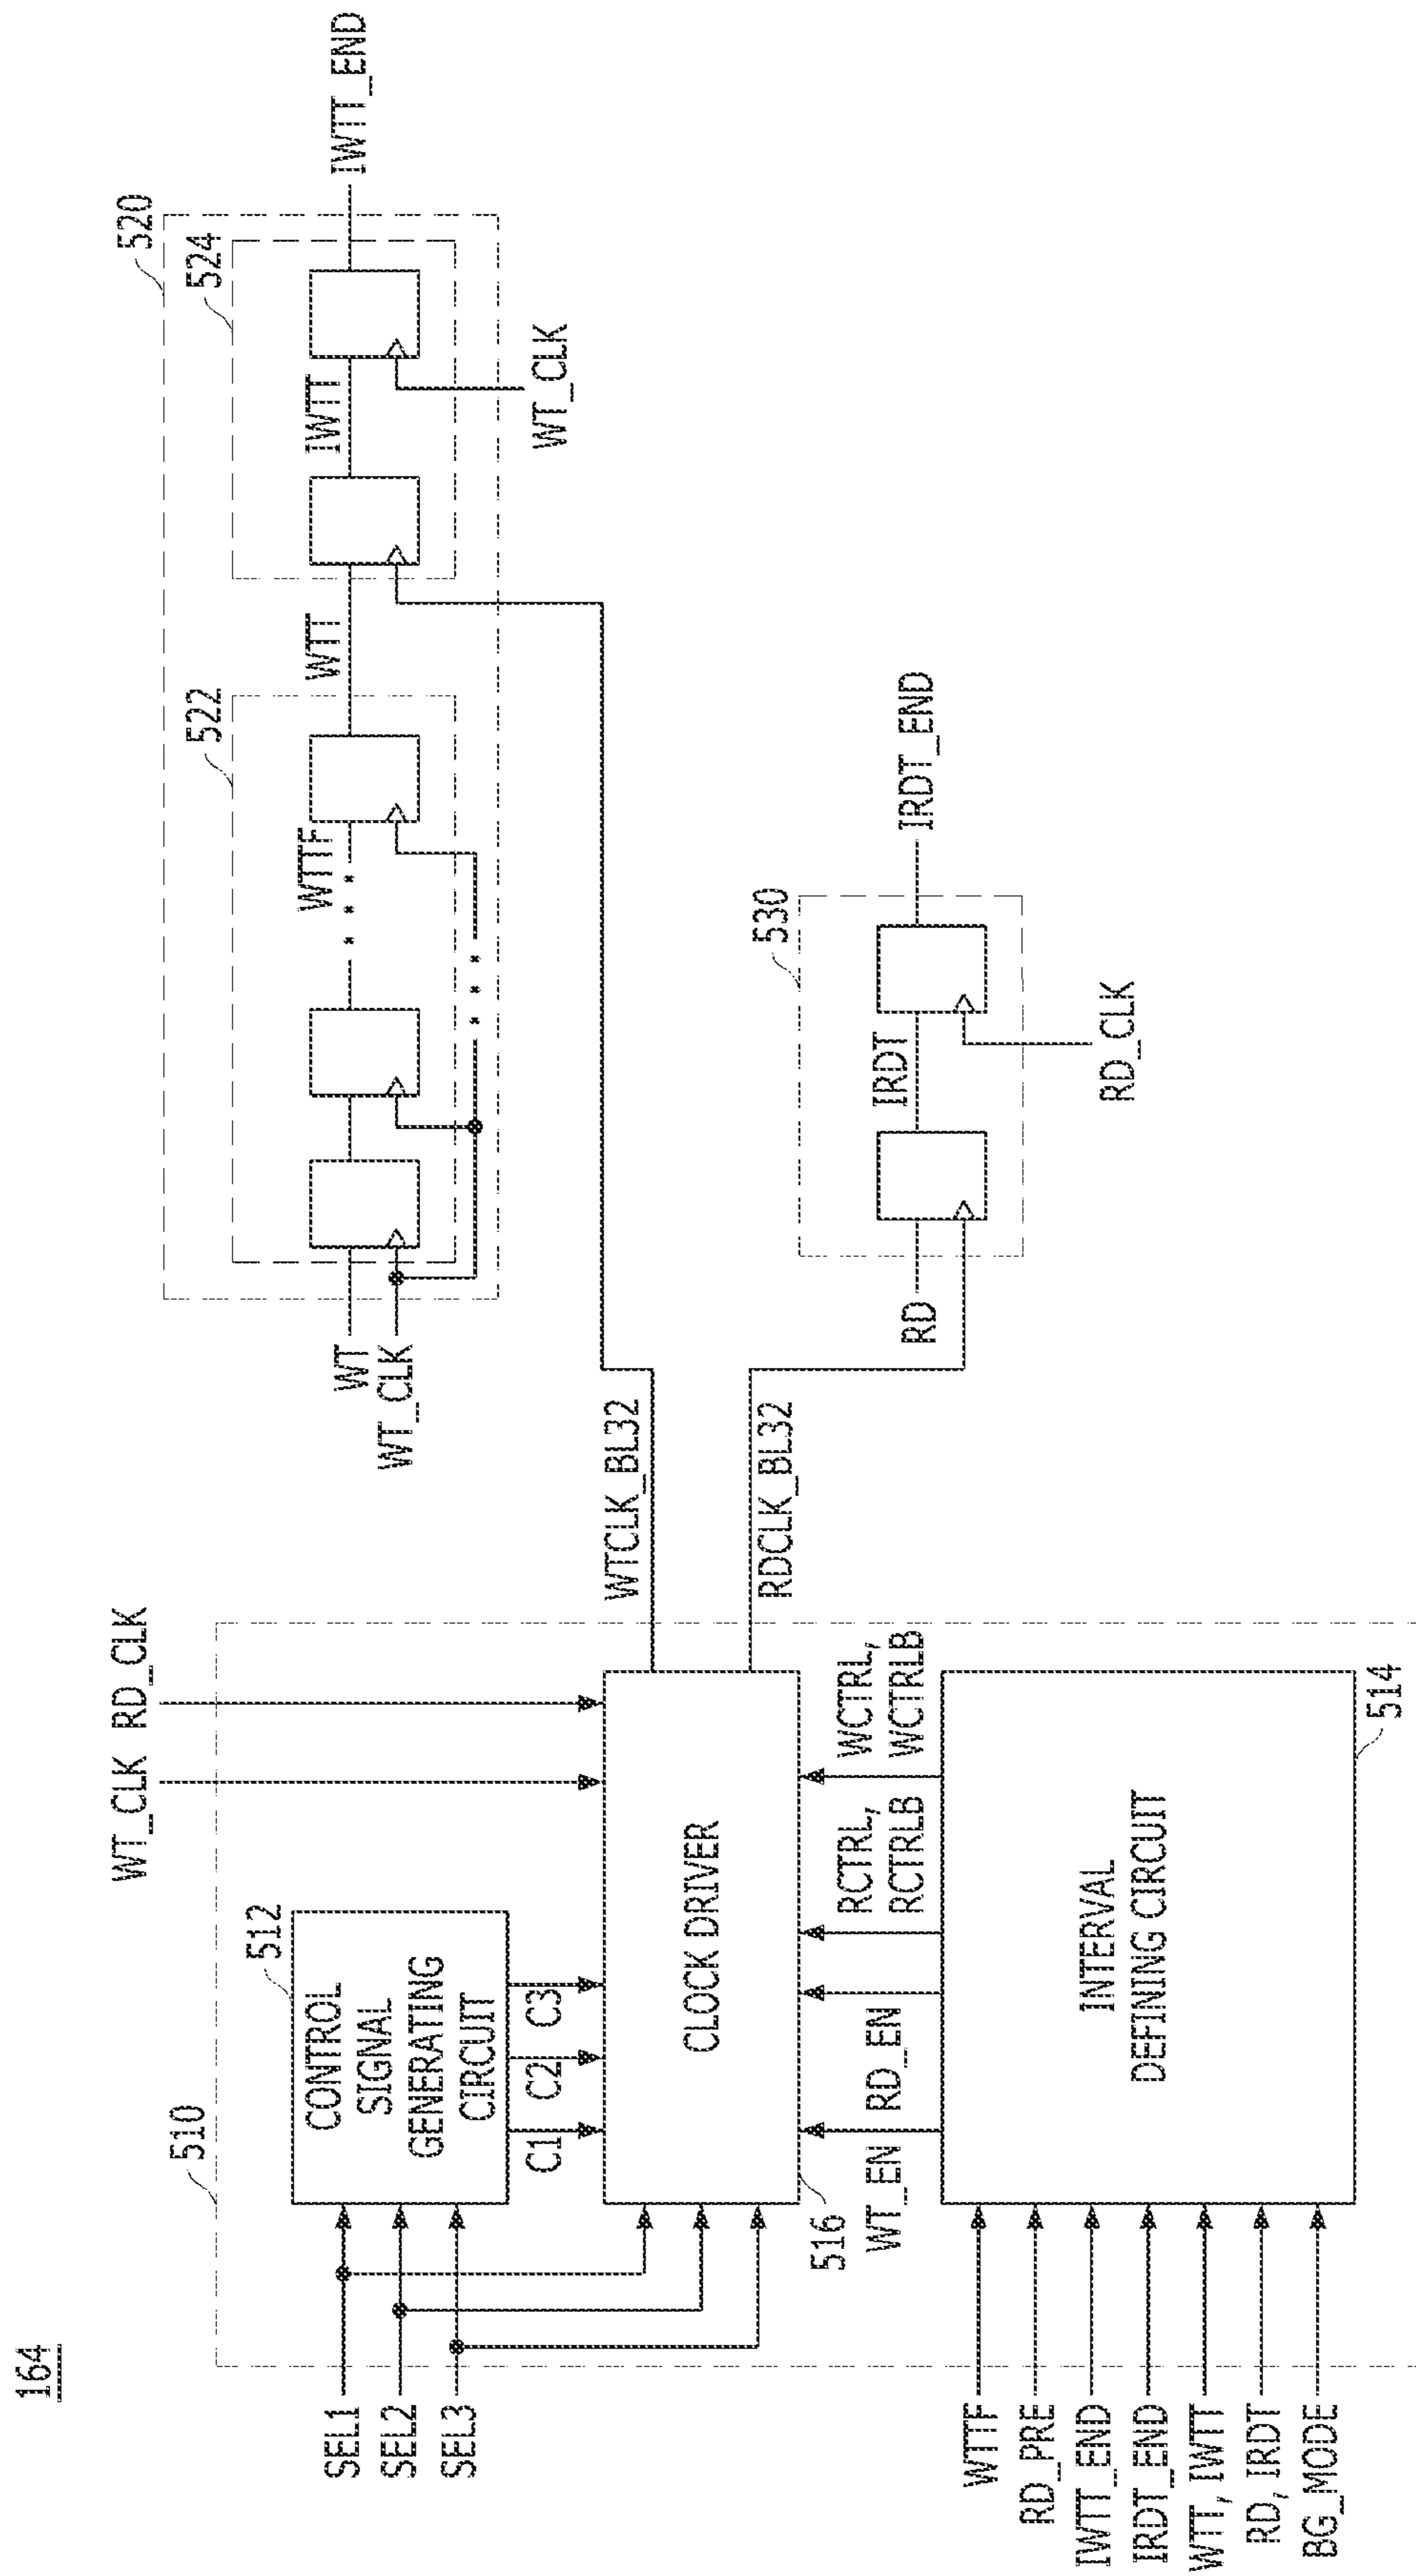 164
510
WT_CLK
RD_CLK
SEL1
SEL2
SEL3
512
CONTROL
SIGNAL
GENERATING
CIRCUIT
C1
C2
C3
CLOCK DRIVER
516
WTCLK_BL32
RDCLK_BL32
WT_EN
RD_EN
RCTRL,
RCTRLB
WCTRL,
WCTRLB
WTTF
RD_PRE
IWTT_END
IRDT_END
WTT, IWTT
RD, IRDT
BG_MODE
INTERVAL
DEFINING CIRCUIT
514
520
522
524
WT
WT_CLK
WTTF
WTT
IWTT
IWTT_END
WT_CLK
530
RD
IRDT
IRDT_END
RD_CLK